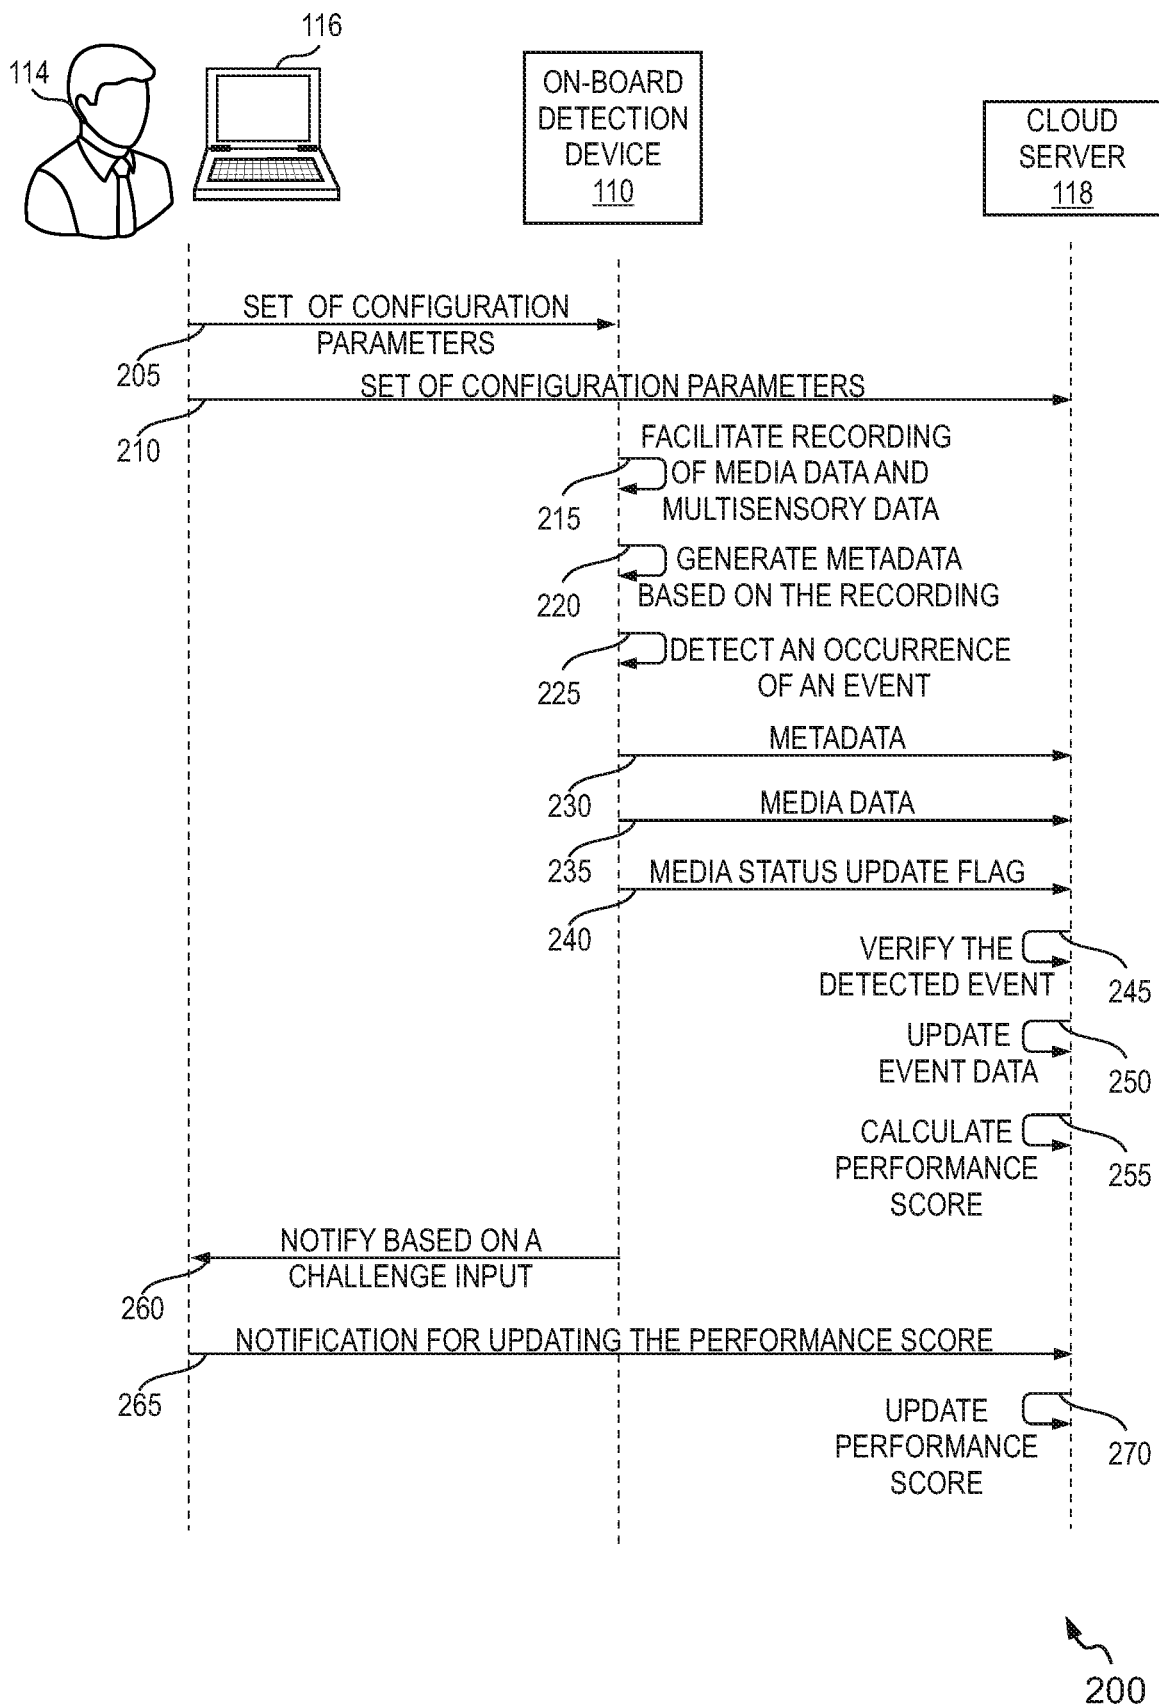 116
114
ON-BOARD
DETECTION
DEVICE
110
CLOUD
SERVER
118
SET OF CONFIGURATION
PARAMETERS
205
SET OF CONFIGURATION PARAMETERS
210
FACILITATE RECORDING
OF MEDIA DATA AND
MULTISENSORY DATA
215
GENERATE METADATA
BASED ON THE RECORDING
220
DETECT AN OCCURRENCE
OF AN EVENT
225
METADATA
230
MEDIA DATA
235
MEDIA STATUS UPDATE FLAG
240
VERIFY THE
DETECTED EVENT
245
UPDATE
EVENT DATA
250
CALCULATE
PERFORMANCE
SCORE
255
NOTIFY BASED ON A
CHALLENGE INPUT
260
NOTIFICATION FOR UPDATING THE PERFORMANCE SCORE
265
UPDATE
PERFORMANCE
SCORE
270
200